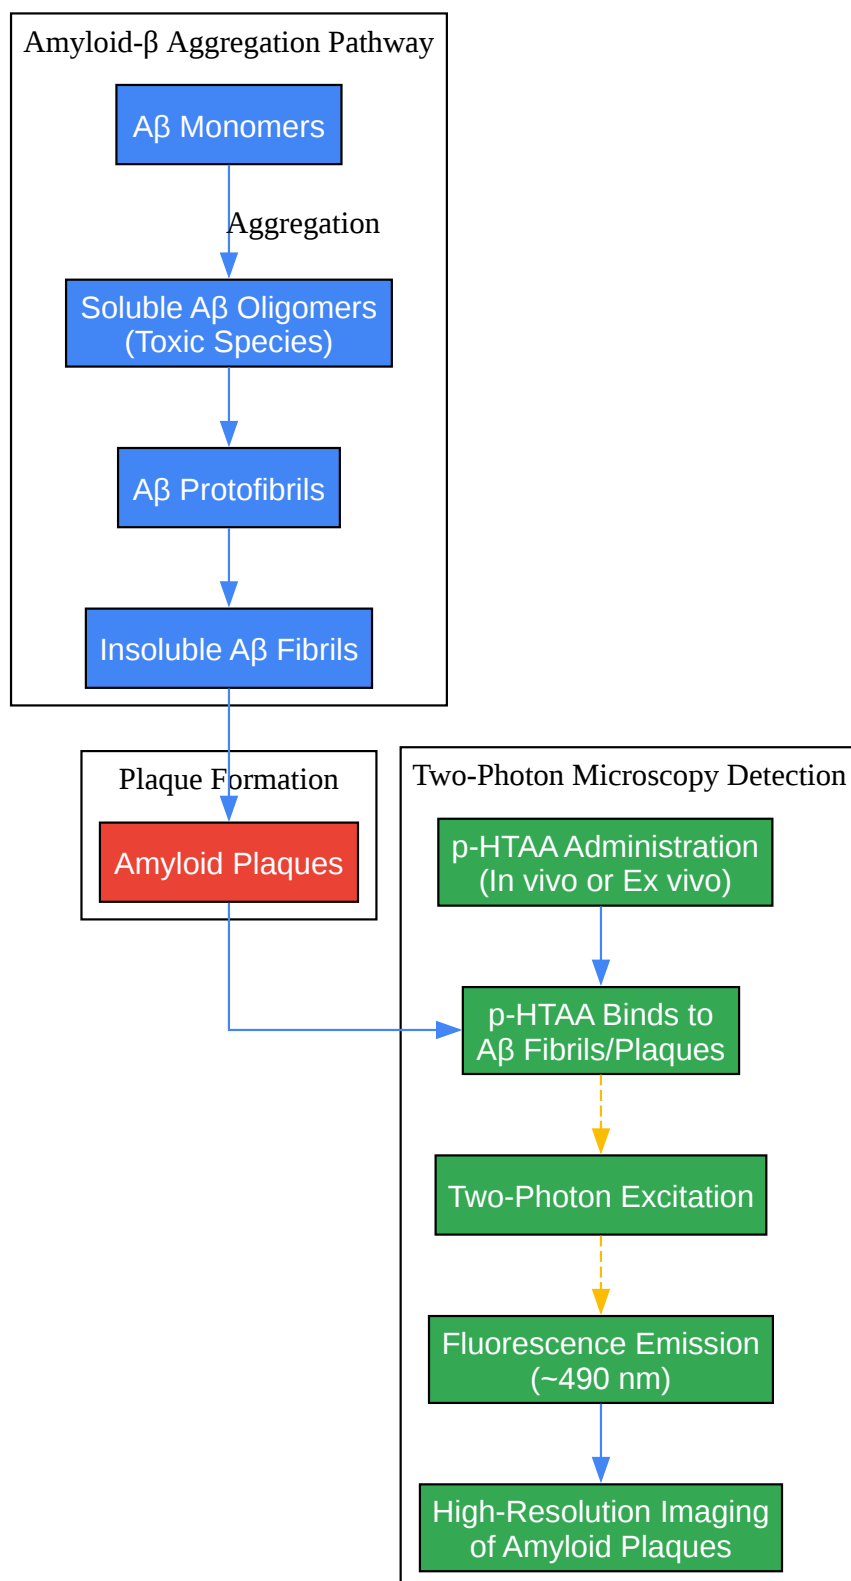 Amyloid-β Aggregation Pathway
Aβ Monomers
Aggregation
Soluble Aβ Oligomers
(Toxic Species)
Aβ Protofibrils
Insoluble Aβ Fibrils
Plaque Formation
Amyloid Plaques
Two-Photon Microscopy Detection
p-HTAA Administration
(In vivo or Ex vivo)
p-HTAA Binds to
Aβ Fibrils/Plaques
Two-Photon Excitation
Fluorescence Emission
(~490 nm)
High-Resolution Imaging
of Amyloid Plaques